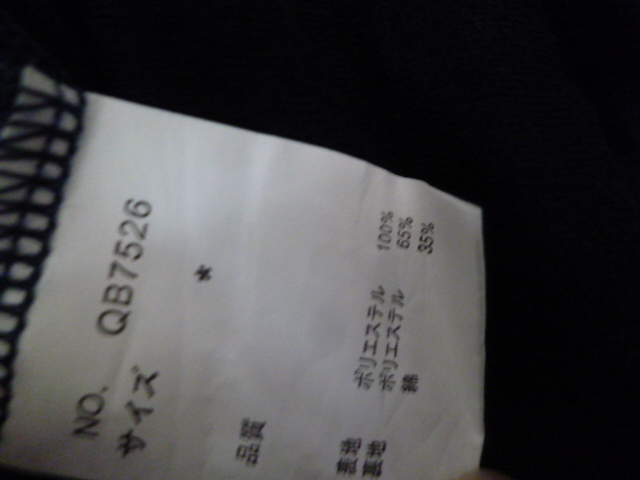 NO. QB7526
サイズ *
品質
表地 ポリエステル 100%
裏地 ポリエステル 65%
綿 35%